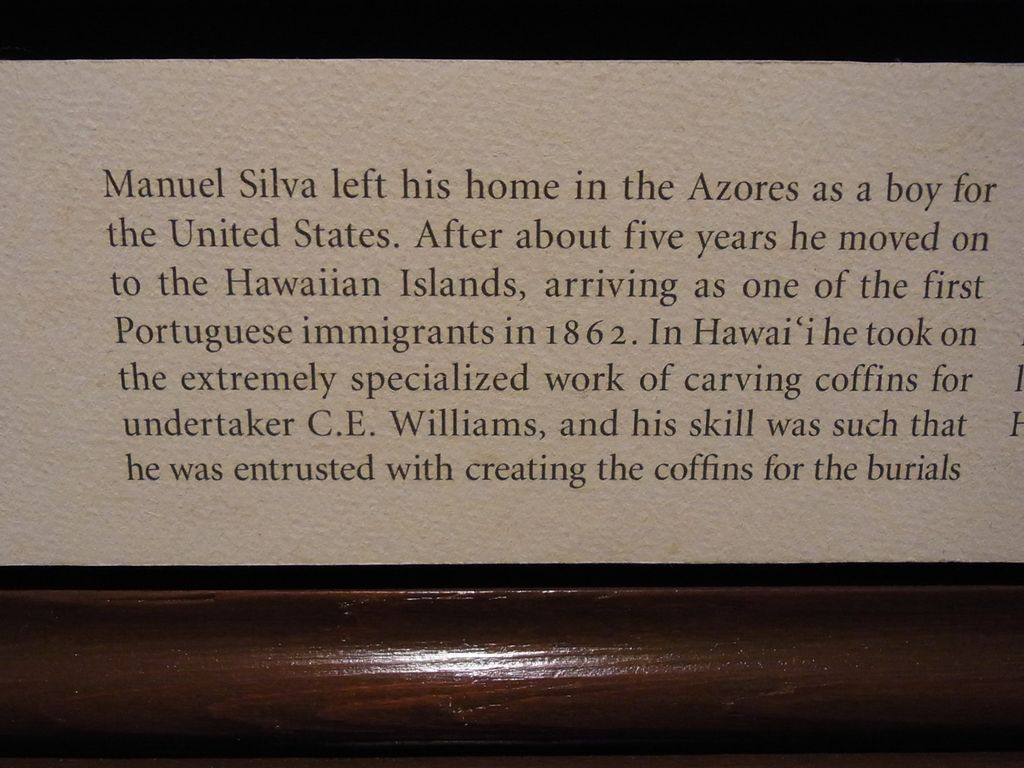 Manuel Silva left his home in the Azores as a boy for
the United States. After about five years he moved on
to the Hawaiian Islands, arriving as one of the first
Portuguese immigrants in 1862. In Hawaiʻi he took on
the extremely specialized work of carving coffins for
undertaker C.E. Williams, and his skill was such that
he was entrusted with creating the coffins for the burials